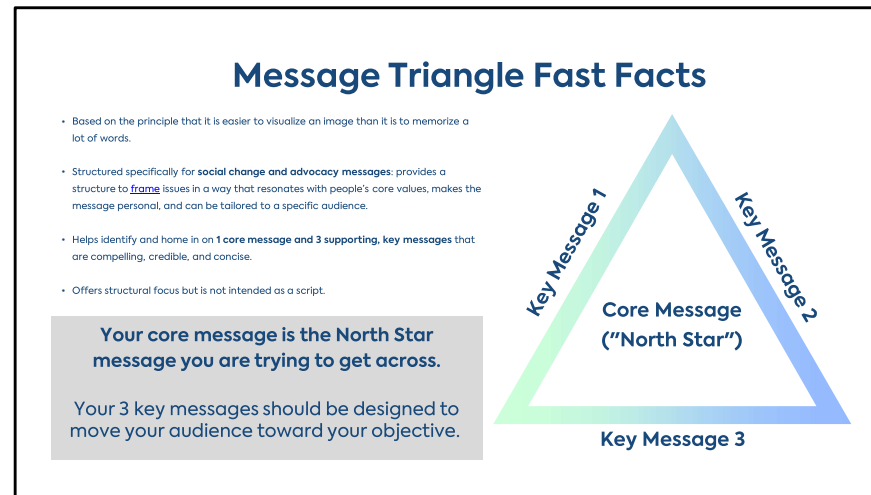 Message Triangle Fast Facts
• Based on the principle that it is easier to visualize an image than it is to memorize a
lot of words.
• Structured specifically for social change and advocacy messages: provides a
structure to frame issues in a way that resonates with people's core values, makes the
message personal, and can be tailored to a specific audience.
• Helps identify and home in on 1 core message and 3 supporting, key messages that
are compelling, credible, and concise.
• Offers structural focus but is not intended as a script.
Your core message is the North Star
message you are trying to get across.
Your 3 key messages should be designed to
move your audience toward your objective.
Key Message 1
Key Message 2
Core Message
("North Star")
Key Message 3